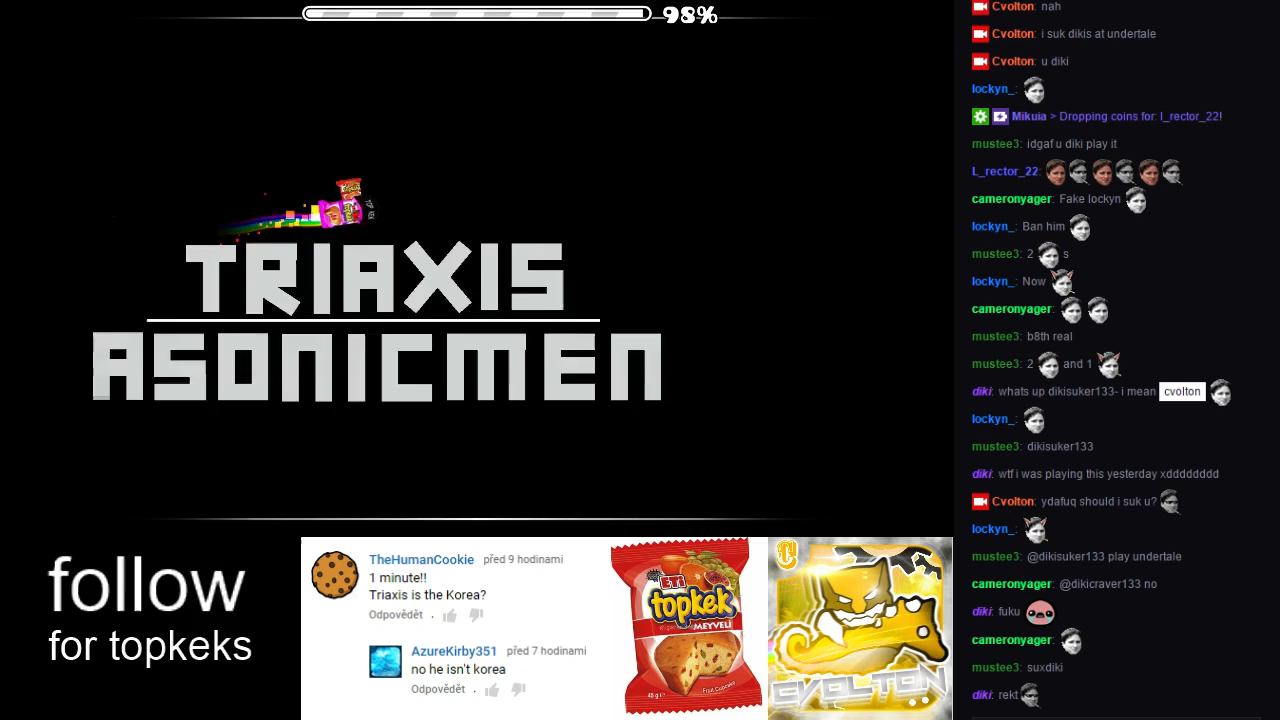 98%
TRIAXIS
ASONICMEN
follow
for topkeks
TheHumanCookie před 9 hodinami
1 minute!!
Triaxis is the Korea?
Odpovědět
AzureKirby351 před 7 hodinami
no he isn't korea
Odpovědět
ETi
topkek
MEYVELİ
Fruit Cupcake
C
CVOLTON
Cvolton: nah
Cvolton: i suk dikis at undertale
Cvolton: u diki
lockyn_:
Mikuia > Dropping coins for: l_rector_22!
mustee3: idgaf u diki play it
L_rector_22:
cameronyager: Fake lockyn
lockyn_: Ban him
mustee3: 2 s
lockyn_: Now
cameronyager:
mustee3: b8th real
mustee3: 2 and 1
diki: whats up dikisuker133- i mean cvolton
lockyn_:
mustee3: dikisuker133
diki: wtf i was playing this yesterday xdddddddd
Cvolton: ydafuq should i suk u?
lockyn_:
mustee3: @dikisuker133 play undertale
cameronyager: @dikicraver133 no
diki: fuku
cameronyager:
mustee3: suxdiki
diki: rekt